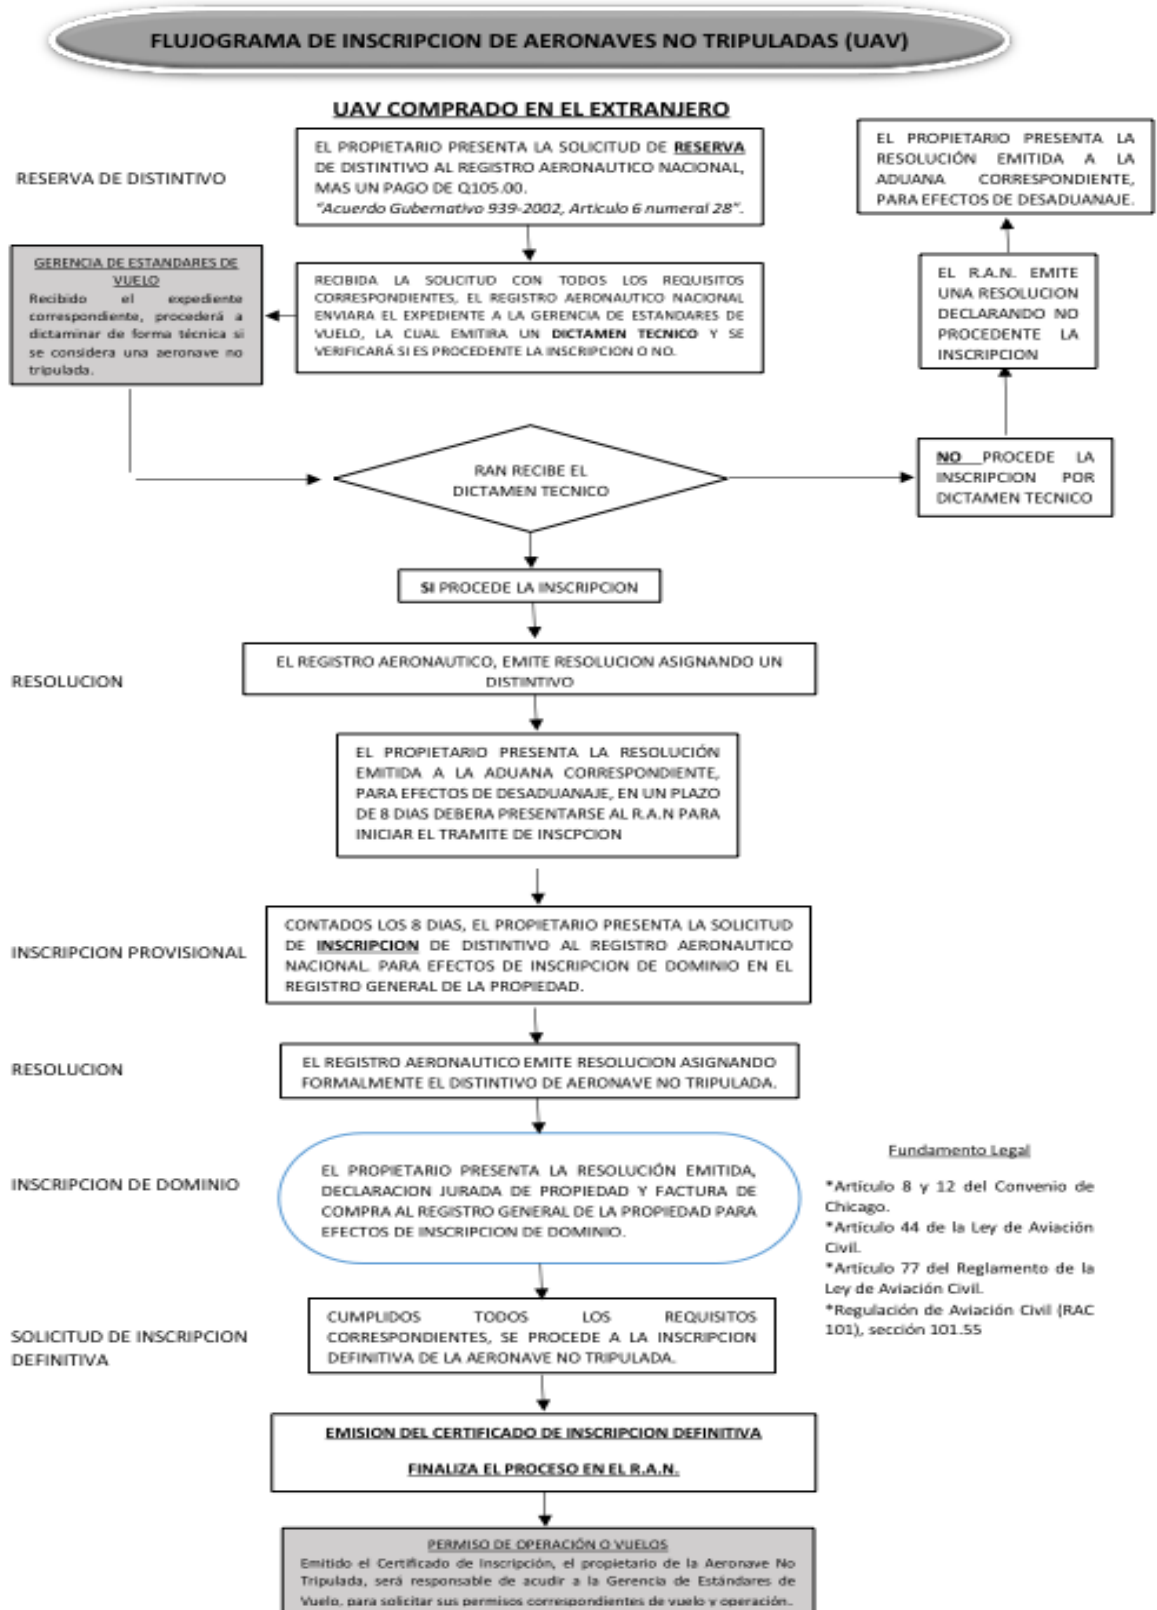 FLUJOGRAMA DE INSCRIPCION DE AERONAVES NO TRIPULADAS (UAV)
UAV COMPRADO EN EL EXTRANJERO
RESERVA DE DISTINTIVO
EL PROPIETARIO PRESENTA LA SOLICITUD DE RESERVA
DE DISTINTIVO AL REGISTRO AERONAUTICO NACIONAL,
MAS UN PAGO DE Q105.00.
"Acuerdo Gubernativo 939-2002, Articulo 6 numeral 28".
RECIBIDA LA SOLICITUD CON TODOS LOS REQUISITOS
CORRESPONDIENTES, EL REGISTRO AERONAUTICO NACIONAL
ENVIARA EL EXPEDIENTE A LA GERENCIA DE ESTANDARES DE
VUELO, LA CUAL EMITIRA UN DICTAMEN TECNICO Y SE
VERIFICARÁ SI ES PROCEDENTE LA INSCRIPCION O NO.
GERENCIA DE ESTANDARES DE
VUELO
Recibido el expediente
correspondiente, procederá a
dictaminar de forma técnica si
se considera una aeronave no
tripulada.
RAN RECIBE EL
DICTAMEN TECNICO
NO PROCEDE LA
INSCRIPCION POR
DICTAMEN TECNICO
EL R.A.N. EMITE
UNA RESOLUCION
DECLARANDO NO
PROCEDENTE LA
INSCRIPCION
EL PROPIETARIO PRESENTA LA
RESOLUCIÓN EMITIDA A LA
ADUANA CORRESPONDIENTE,
PARA EFECTOS DE DESADUANAJE.
SI PROCEDE LA INSCRIPCION
RESOLUCION
EL REGISTRO AERONAUTICO, EMITE RESOLUCION ASIGNANDO UN
DISTINTIVO
EL PROPIETARIO PRESENTA LA RESOLUCIÓN
EMITIDA A LA ADUANA CORRESPONDIENTE,
PARA EFECTOS DE DESADUANAJE, EN UN PLAZO
DE 8 DIAS DEBERA PRESENTARSE AL R.A.N PARA
INICIAR EL TRAMITE DE INSCPCION
INSCRIPCION PROVISIONAL
CONTADOS LOS 8 DIAS, EL PROPIETARIO PRESENTA LA SOLICITUD
DE INSCRIPCION DE DISTINTIVO AL REGISTRO AERONAUTICO
NACIONAL. PARA EFECTOS DE INSCRIPCION DE DOMINIO EN EL
REGISTRO GENERAL DE LA PROPIEDAD.
RESOLUCION
EL REGISTRO AERONAUTICO EMITE RESOLUCION ASIGNANDO
FORMALMENTE EL DISTINTIVO DE AERONAVE NO TRIPULADA.
INSCRIPCION DE DOMINIO
EL PROPIETARIO PRESENTA LA RESOLUCIÓN EMITIDA,
DECLARACION JURADA DE PROPIEDAD Y FACTURA DE
COMPRA AL REGISTRO GENERAL DE LA PROPIEDAD PARA
EFECTOS DE INSCRIPCION DE DOMINIO.
Fundamento Legal
*Artículo 8 y 12 del Convenio de
Chicago.
*Artículo 44 de la Ley de Aviación
Civil.
*Artículo 77 del Reglamento de la
Ley de Aviación Civil.
*Regulación de Aviación Civil (RAC
101), sección 101.55
SOLICITUD DE INSCRIPCION
DEFINITIVA
CUMPLIDOS TODOS LOS REQUISITOS
CORRESPONDIENTES, SE PROCEDE A LA INSCRIPCION
DEFINITIVA DE LA AERONAVE NO TRIPULADA.
EMISION DEL CERTIFICADO DE INSCRIPCION DEFINITIVA
FINALIZA EL PROCESO EN EL R.A.N.
PERMISO DE OPERACIÓN O VUELOS
Emitido el Certificado de Inscripción, el propietario de la Aeronave No
Tripulada, será responsable de acudir a la Gerencia de Estándares de
Vuelo, para solicitar sus permisos correspondientes de vuelo y operación.